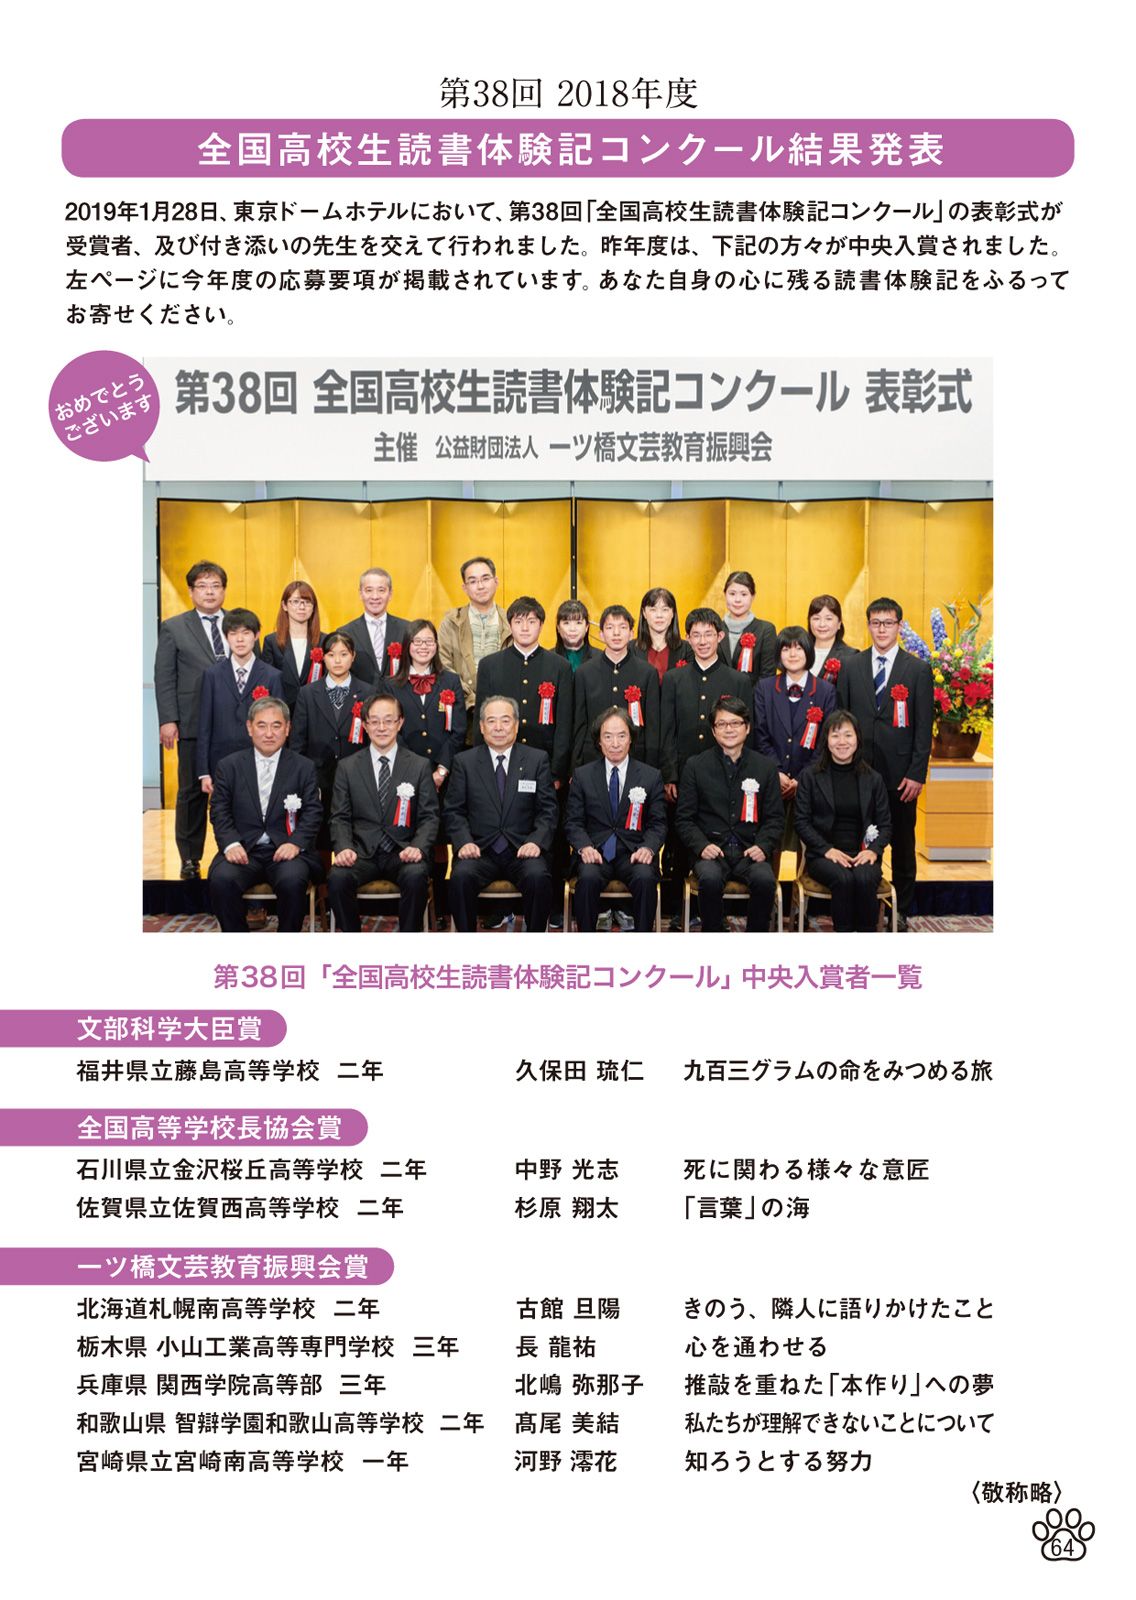 第38回 2018年度
全国高校生読書体験記コンクール結果発表
2019年1月28日、東京ドームホテルにおいて、第38回「全国高校生読書体験記コンクール」の表彰式が
受賞者、及び付き添いの先生を交えて行われました。昨年度は、下記の方々が中央入賞されました。
左ページに今年度の応募要項が掲載されています。あなた自身の心に残る読書体験記をふるって
お寄せください。
おめでとう
ございます
第38回 全国高校生読書体験記コンクール 表彰式
主催 公益財団法人 一ツ橋文芸教育振興会
第38回「全国高校生読書体験記コンクール」中央入賞者一覧
文部科学大臣賞
福井県立藤島高等学校 二年 久保田 琉仁 九百三グラムの命をみつめる旅
全国高等学校長協会賞
石川県立金沢桜丘高等学校 二年 中野 光志 死に関わる様々な意匠
佐賀県立佐賀西高等学校 二年 杉原 翔太 「言葉」の海
一ツ橋文芸教育振興会賞
北海道札幌南高等学校 二年 古館 旦陽 きのう、隣人に語りかけたこと
栃木県 小山工業高等専門学校 三年 長 龍祐 心を通わせる
兵庫県 関西学院高等部 三年 北嶋 弥那子 推敲を重ねた「本作り」への夢
和歌山県 智辯学園和歌山高等学校 二年 髙尾 美結 私たちが理解できないことについて
宮崎県立宮崎南高等学校 一年 河野 澪花 知ろうとする努力
〈敬称略〉
64